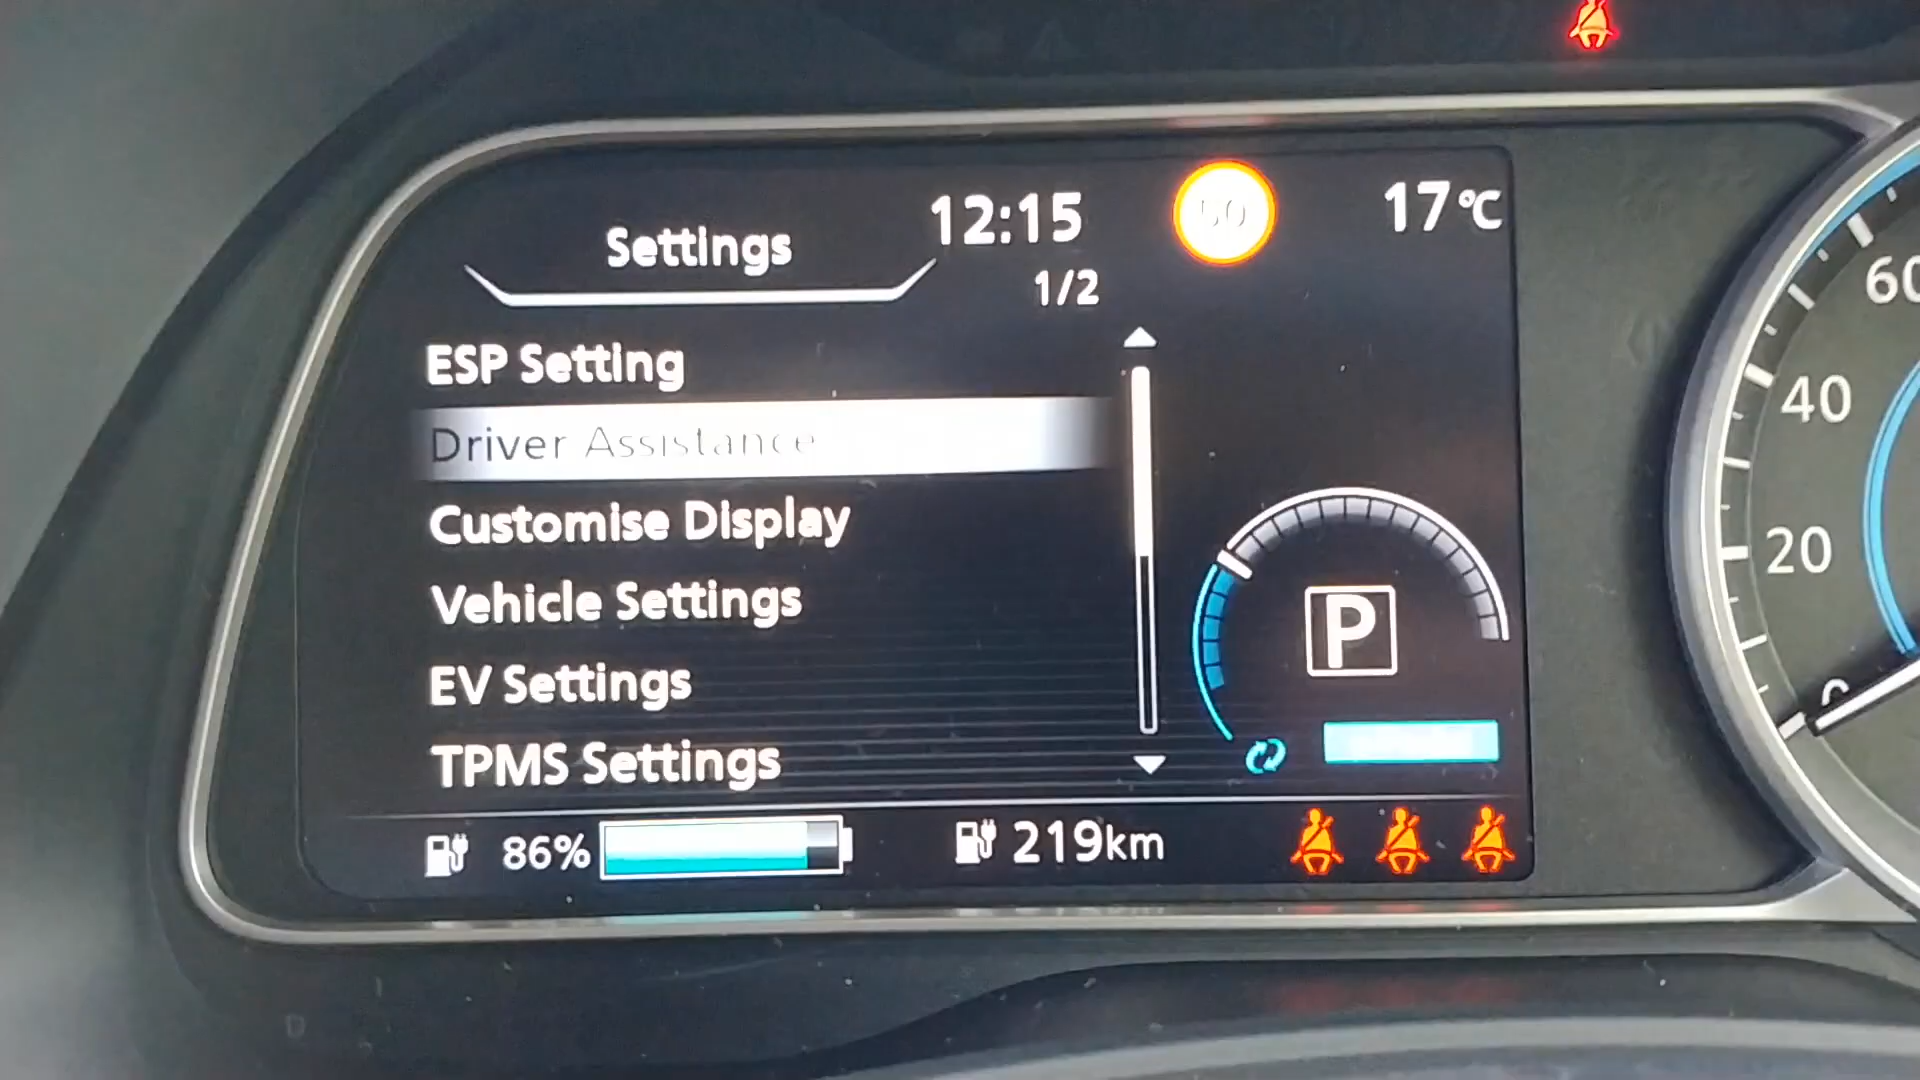 Settings
12:15
17°C
1/2
ESP Setting
Driver Assistance
Customise Display
Vehicle Settings
EV Settings
TPMS Settings
P
86%
219km
60
40
20
0